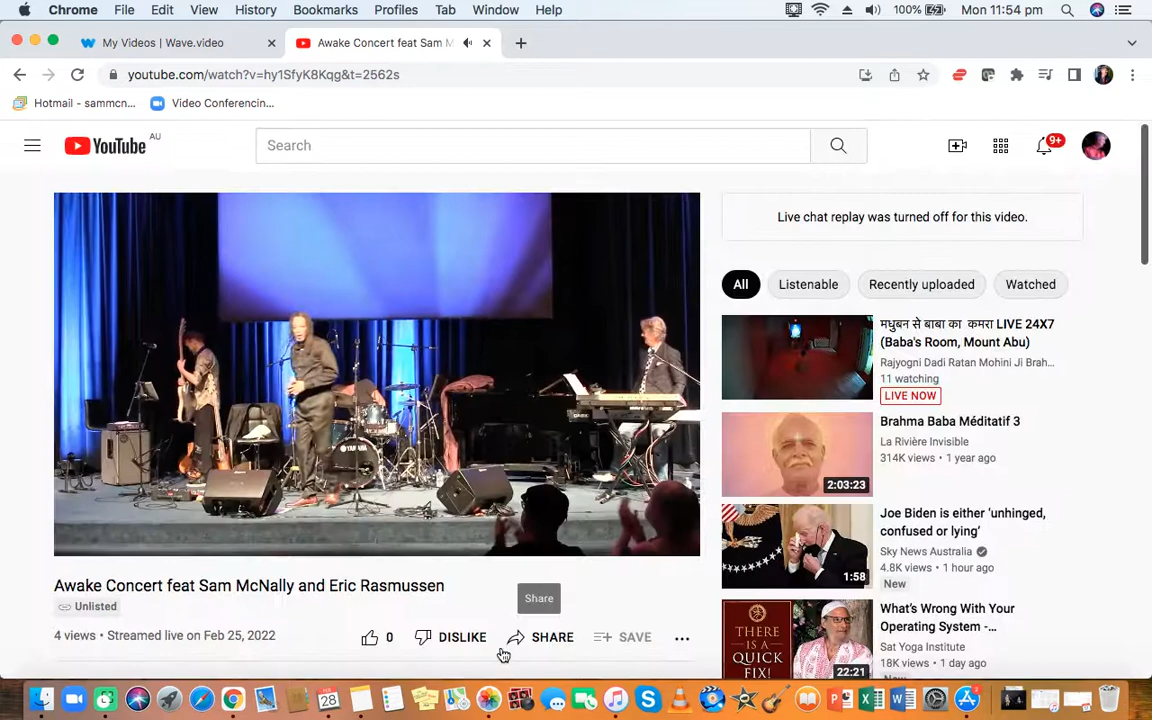 Chrome File Edit View History Bookmarks Profiles Tab Window Help 100% Mon 11:54 pm
My Videos | Wave.video Awake Concert feat Sam M
youtube.com/watch?v=hy1SfyK8Kqg&t=2562s
Hotmail - sammcn... Video Conferencin...
YouTube AU Search 9+
Live chat replay was turned off for this video.
All Listenable Recently uploaded Watched
मधुबन से बाबा का कमरा LIVE 24X7
(Baba's Room, Mount Abu)
Rajyogni Dadi Ratan Mohini Ji Brah...
11 watching
LIVE NOW
Brahma Baba Méditatif 3
La Rivière Invisible
314K views • 1 year ago
2:03:23
Joe Biden is either ‘unhinged,
confused or lying’
Sky News Australia
4.8K views • 1 hour ago
New
1:58
What’s Wrong With Your
Operating System -...
Sat Yoga Institute
18K views • 1 day ago
THERE IS
A QUICK
FIX!
22:21
YAMAHA
Awake Concert feat Sam McNally and Eric Rasmussen
Unlisted
Share
4 views • Streamed live on Feb 25, 2022
0 DISLIKE SHARE SAVE
28